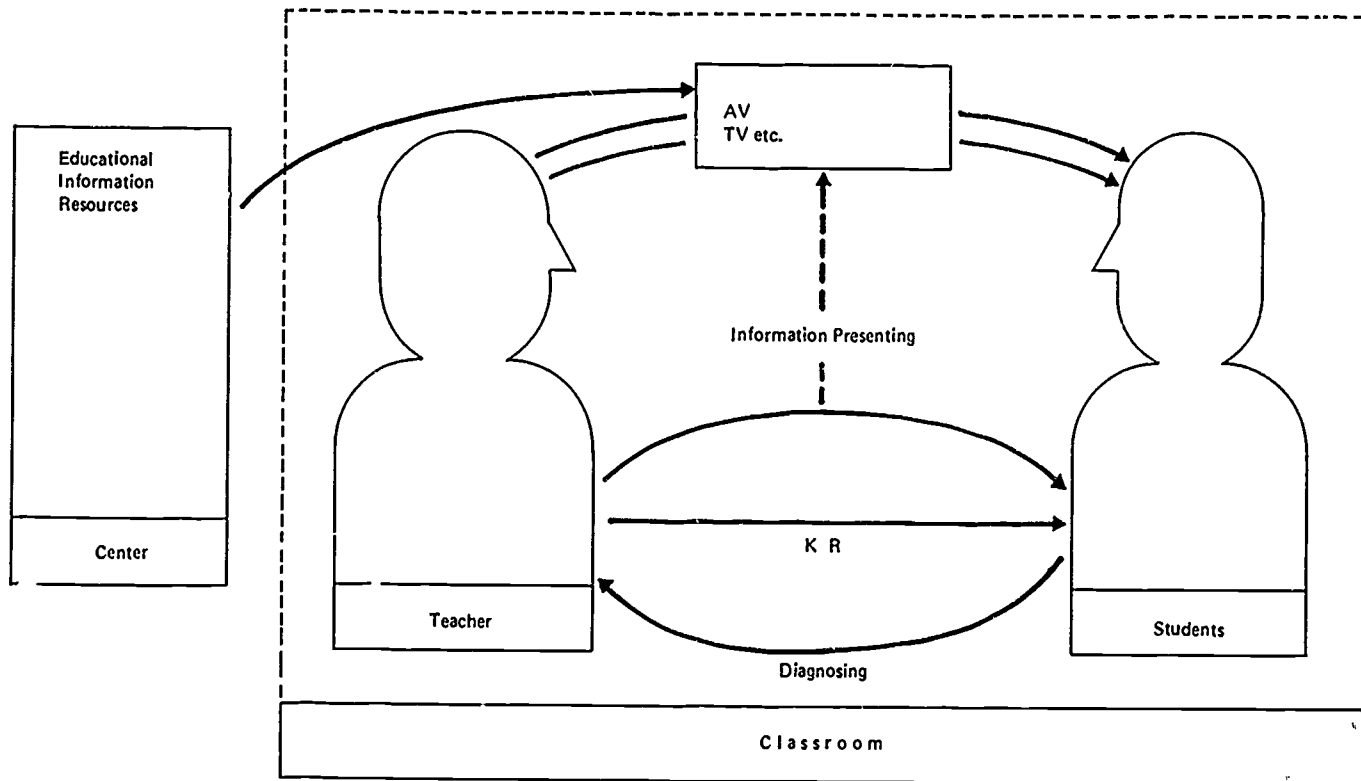 AV
TV etc.
Educational
Information
Resources
Information Presenting
K R
Center
Teacher
Students
Diagnosing
Classroom